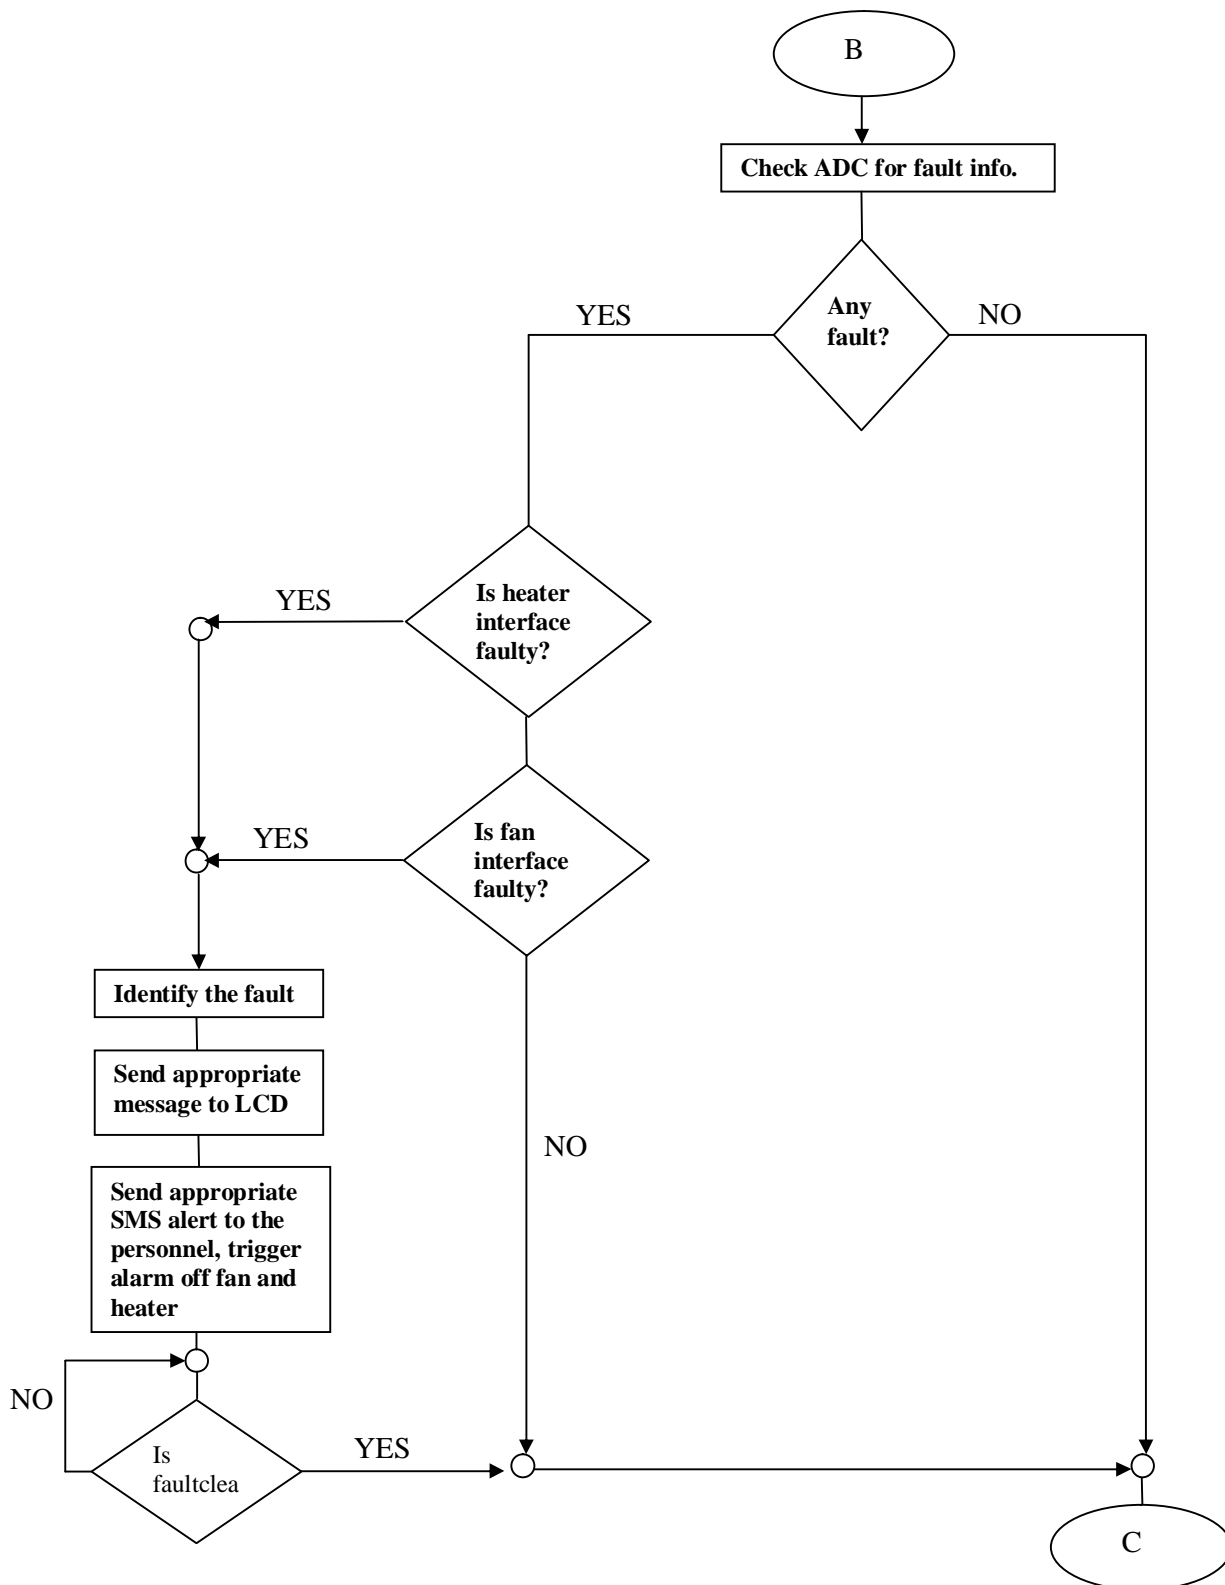 B
Check ADC for fault info.
Any
fault?
YES
NO
Is heater
interface
faulty?
YES
Is fan
interface
faulty?
YES
Identify the fault
Send appropriate
message to LCD
NO
Send appropriate
SMS alert to the
personnel, trigger
alarm off fan and
heater
NO
Is
faultclea
YES
C